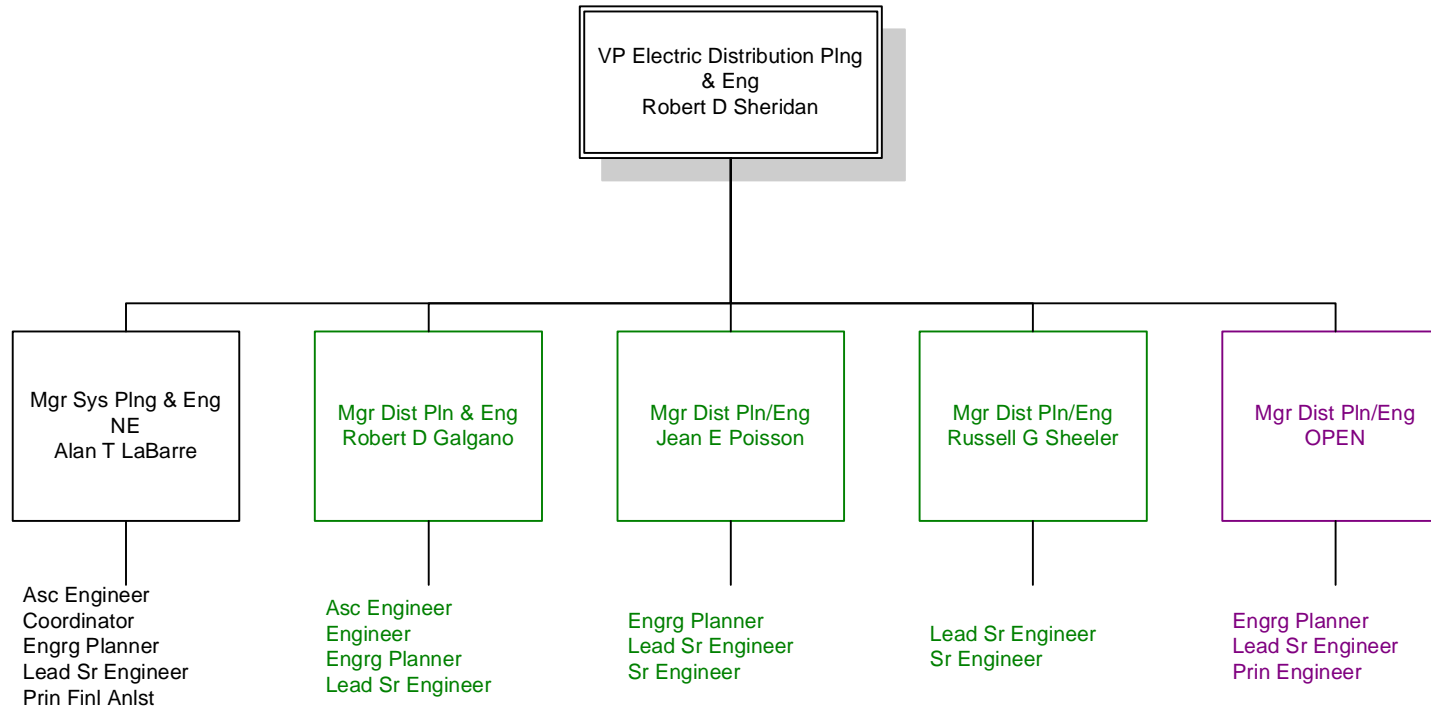 VP Electric Distribution Plng
& Eng
Robert D Sheridan
Mgr Sys Plng & Eng
NE
Alan T LaBarre
Mgr Dist Pln & Eng
Robert D Galgano
Mgr Dist Pln/Eng
Jean E Poisson
Mgr Dist Pln/Eng
Russell G Sheeler
Mgr Dist Pln/Eng
OPEN
Asc Engineer
Coordinator
Engrg Planner
Lead Sr Engineer
Prin Finl Anlst
Asc Engineer
Engineer
Engrg Planner
Lead Sr Engineer
Engrg Planner
Lead Sr Engineer
Sr Engineer
Lead Sr Engineer
Sr Engineer
Engrg Planner
Lead Sr Engineer
Prin Engineer